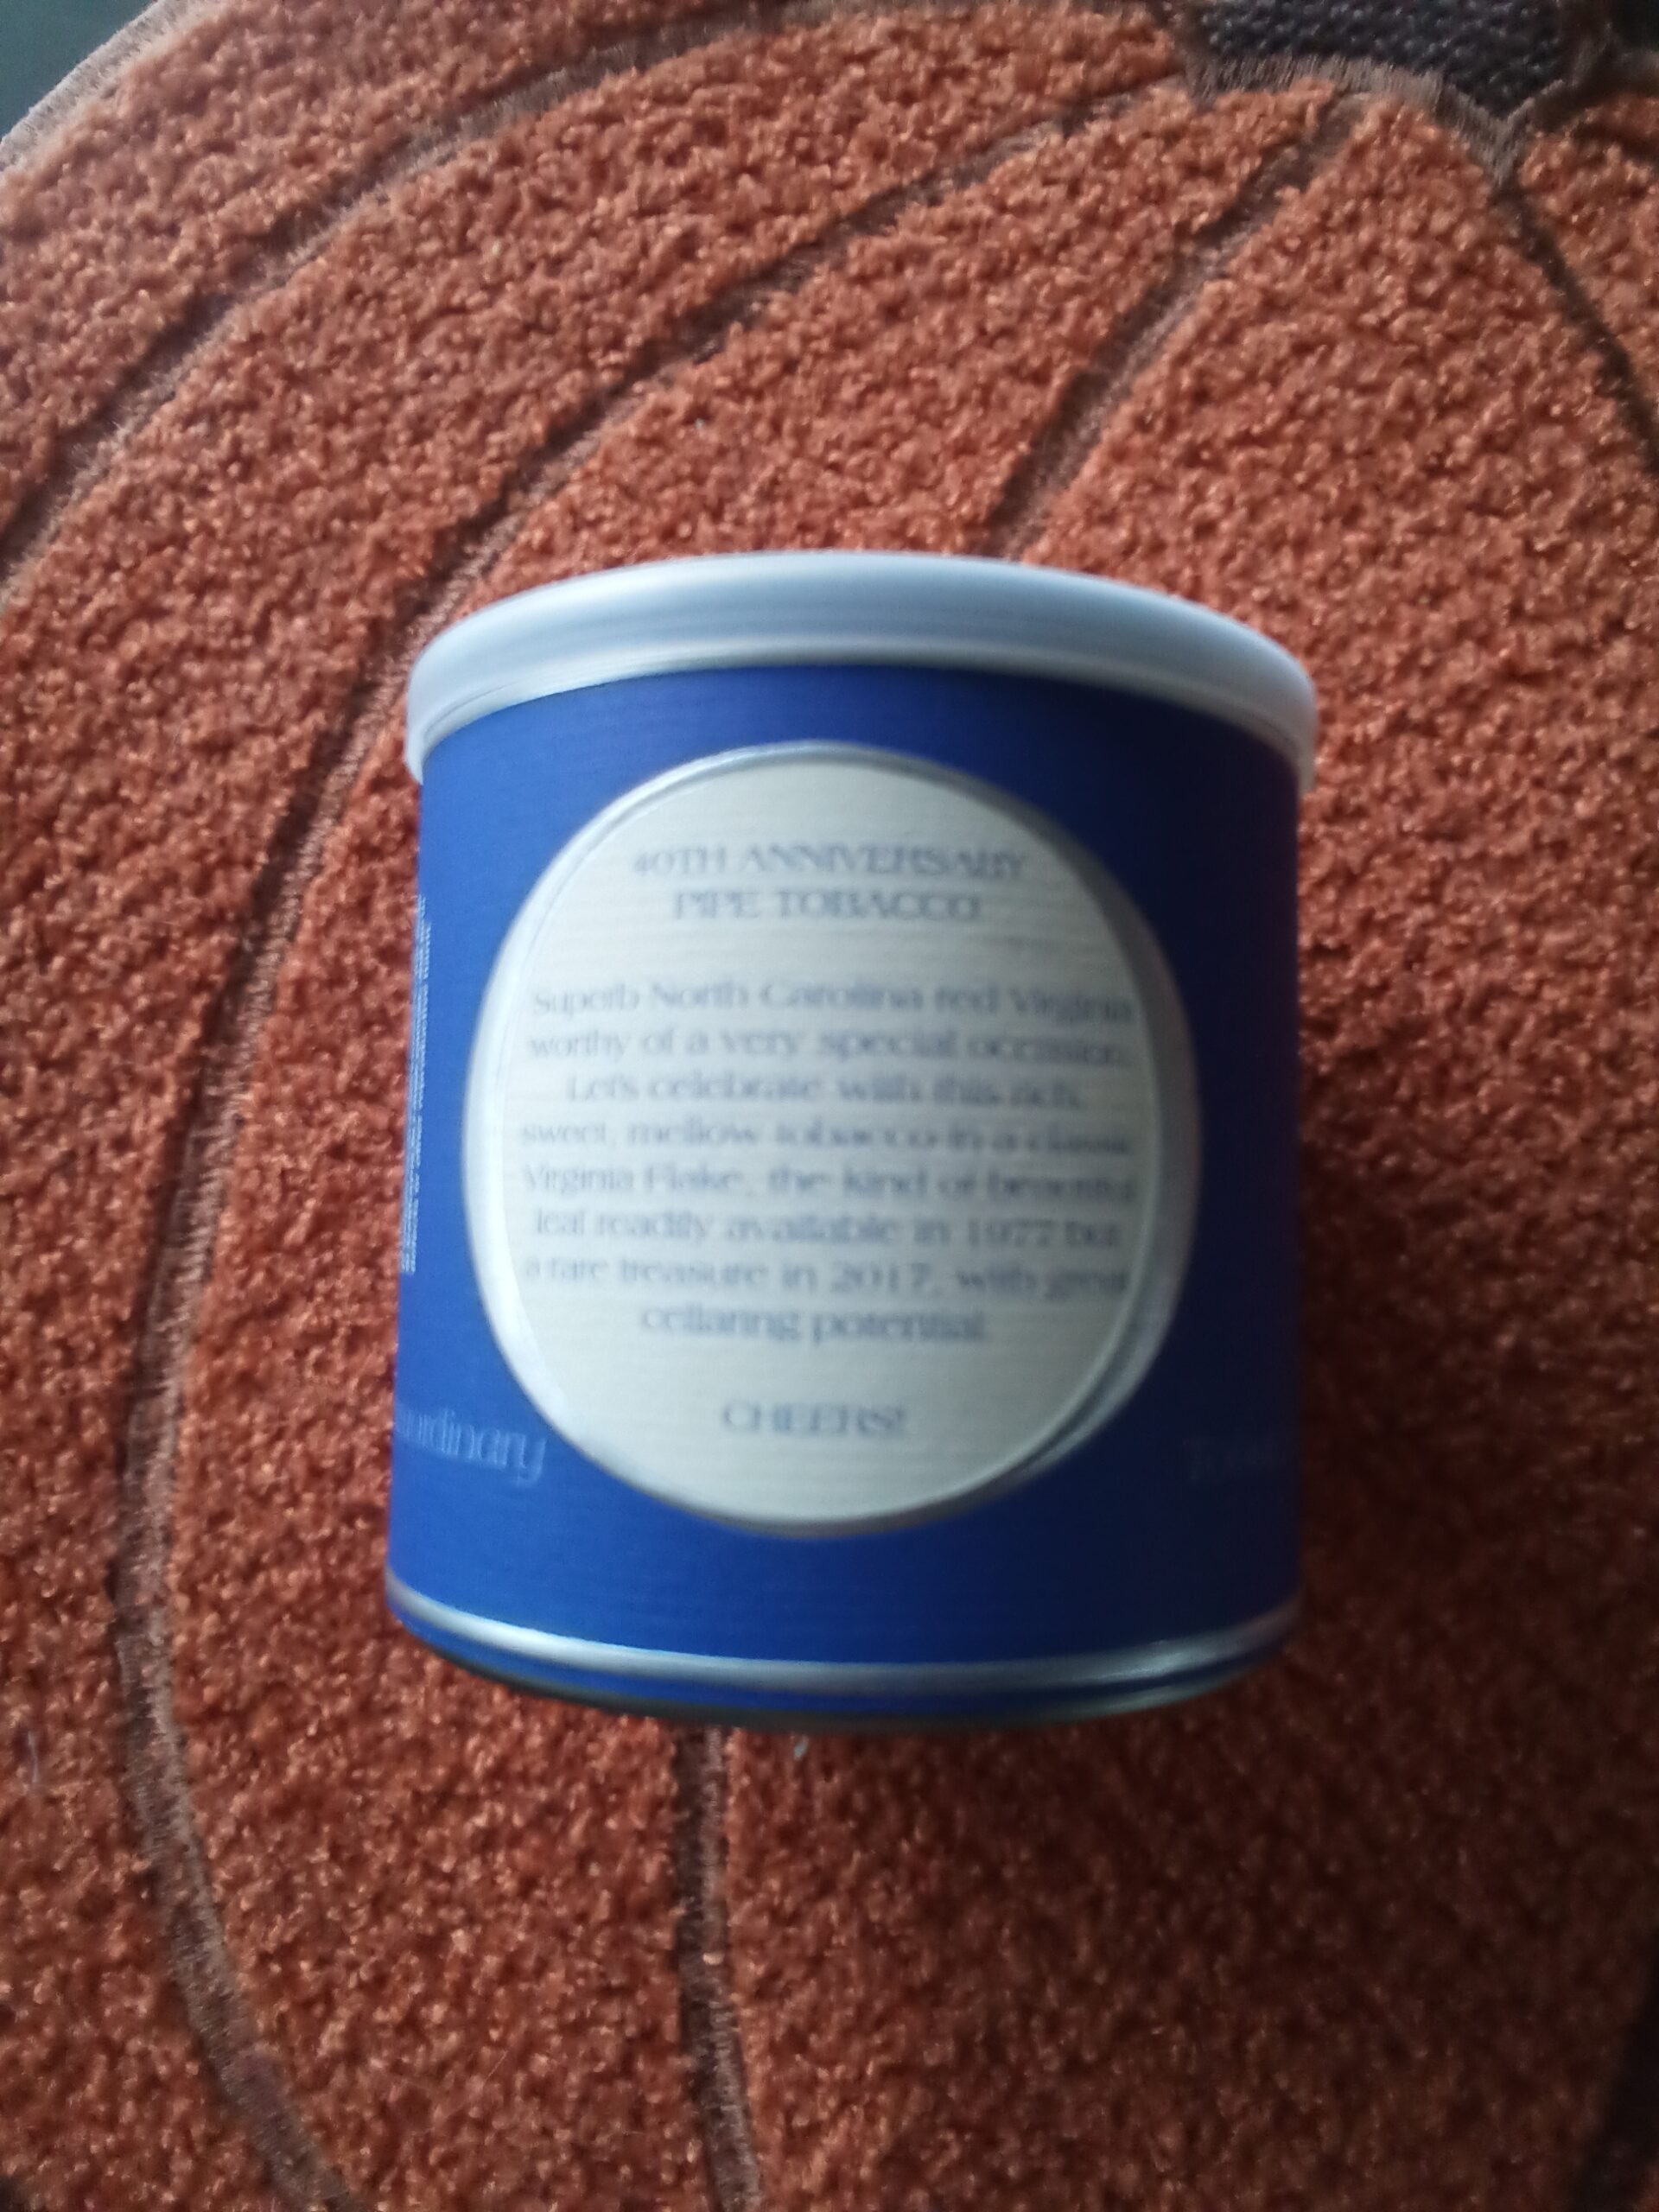 40TH ANNIVERSARY
PIPE TOBACCO
Superb North Carolina red Virginia
worthy of a very special occasion.
Let's celebrate with this rich,
sweet, mellow tobacco in a classic
Virginia Flake, the kind of beautiful
leaf readily available in 1977 but
a rare treasure in 2017, with great
cellaring potential.
CHEERS!
ordinary